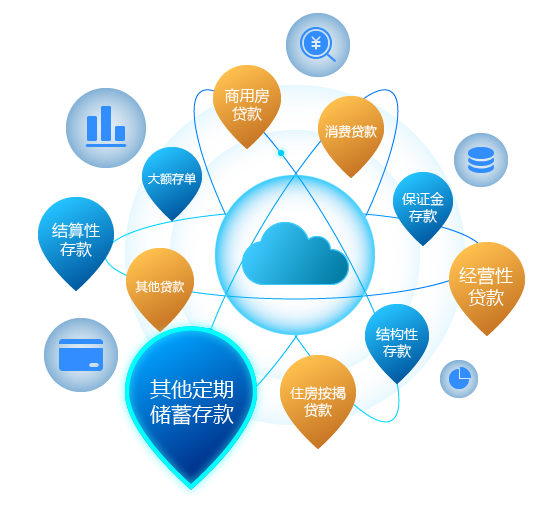 商用房
贷款
消费贷款
大额存单
保证金
存款
结算性
存款
经营性
贷款
其他贷款
结构性
存款
其他定期
储蓄存款
住房按揭
贷款
¥